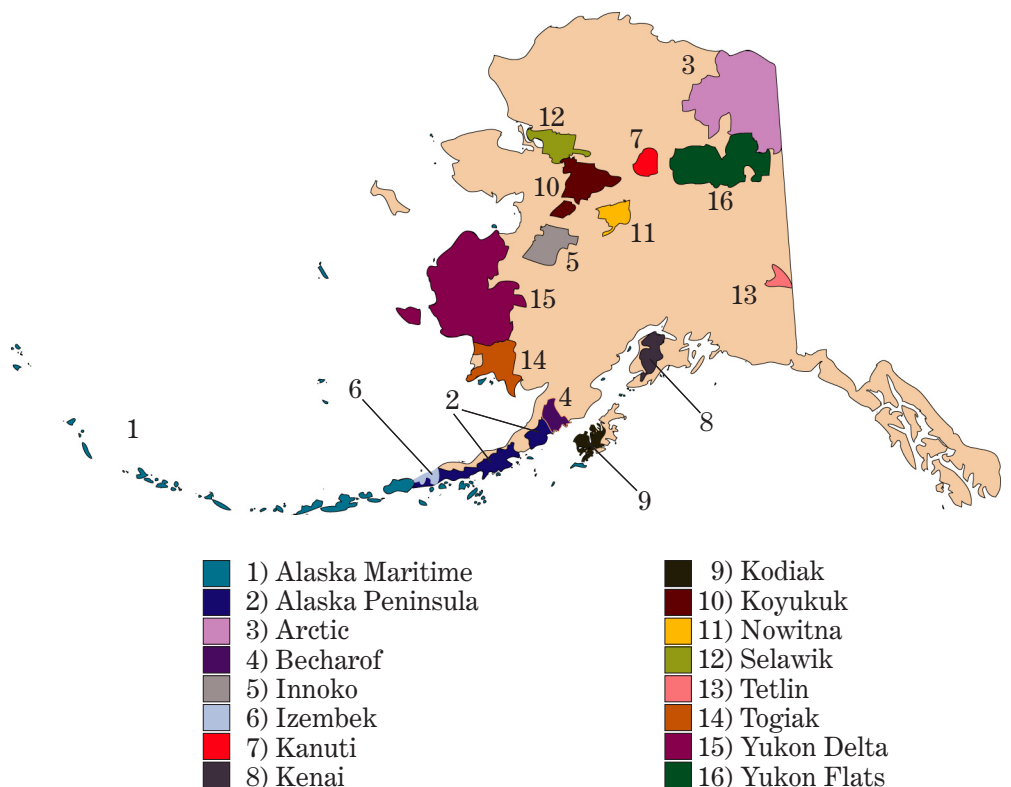 3
12
7
10
16
11
5
13
15
14
6
2
4
8
1
9
1) Alaska Maritime
2) Alaska Peninsula
3) Arctic
4) Becharof
5) Innoko
6) Izembek
7) Kanuti
8) Kenai
9) Kodiak
10) Koyukuk
11) Nowitna
12) Selawik
13) Tetlin
14) Togiak
15) Yukon Delta
16) Yukon Flats